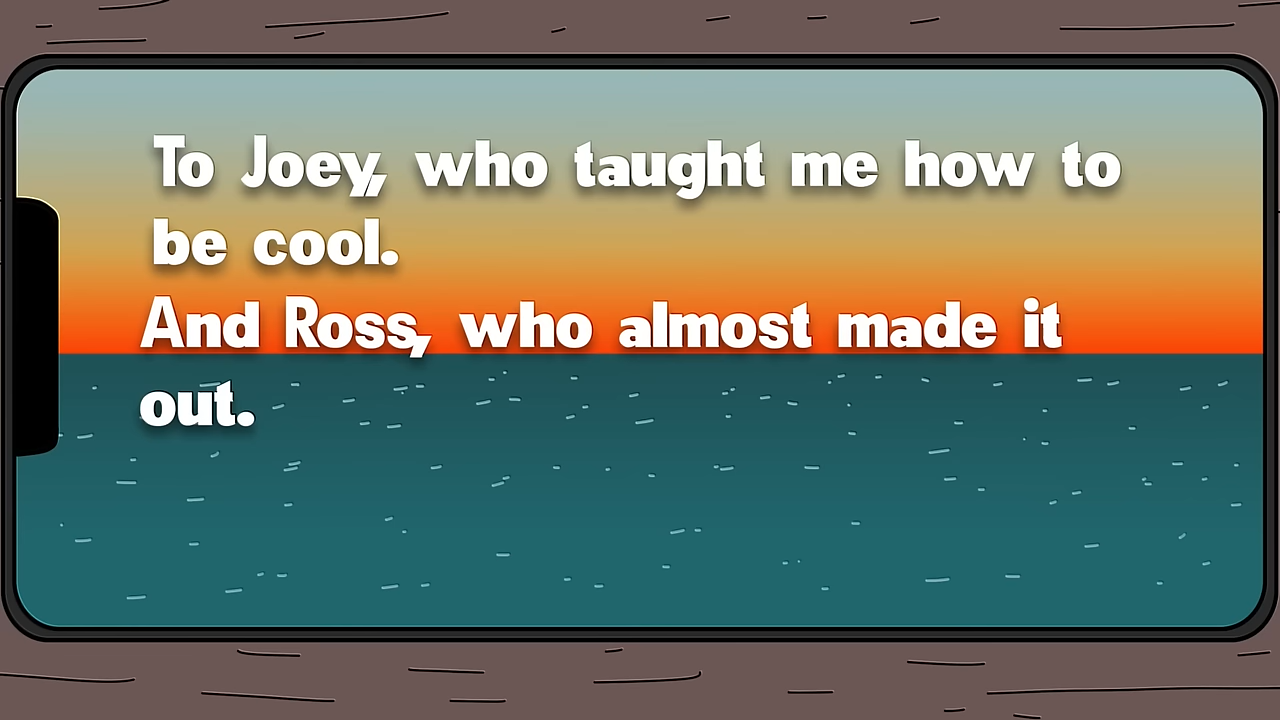 To Joey, who taught me how to
be cool.
And Ross, who almost made it
out.